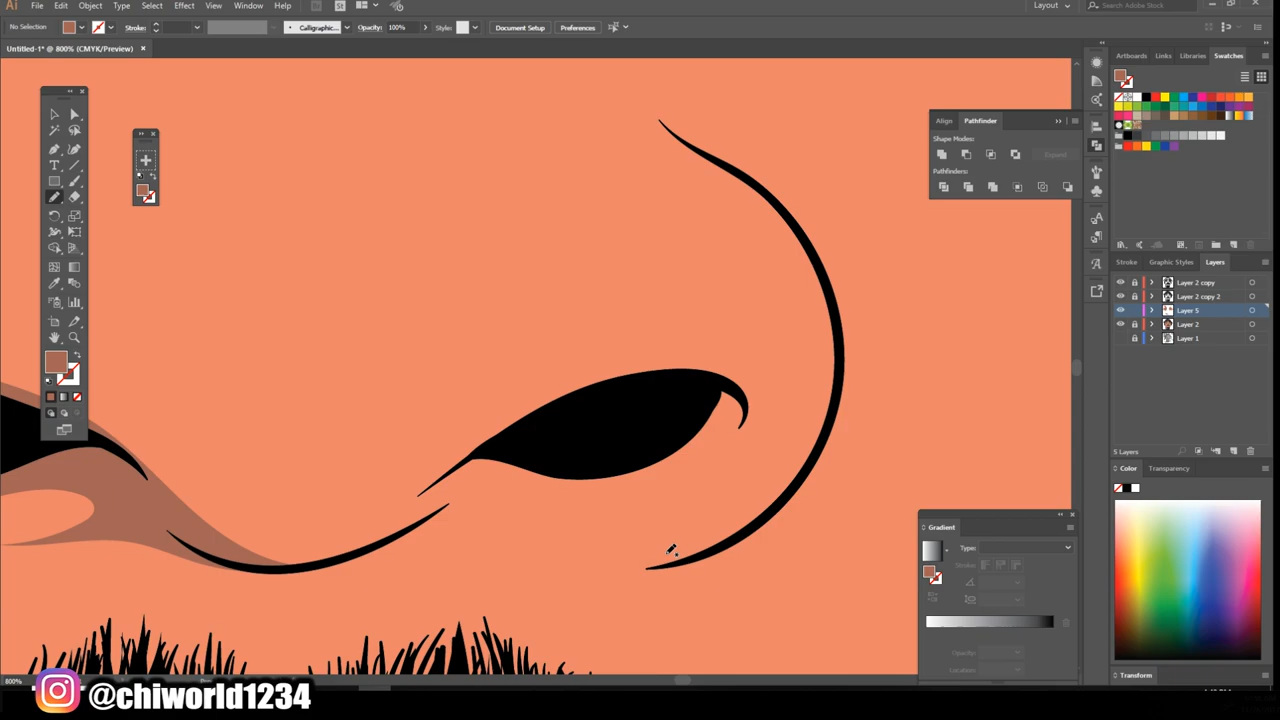 Ai File Edit Object Type Select Effect View Window Help Br St Layout Search Adobe Stock
No Selection Stroke: Calligraphic... Opacity: 100% Style: Document Setup Preferences
Untitled-1* @ 800% (CMYK/Preview)
Artboards Links Libraries Swatches
Align Pathfinder
Shape Modes:
Expand
Pathfinders:
Stroke Graphic Styles Layers
Layer 2 copy
Layer 2 copy 2
Layer 5
Layer 2
Layer 1
5 Layers
Color Transparency
Gradient
Type:
Stroke:
Opacity:
Location:
Transform
800%
@chiworld1234